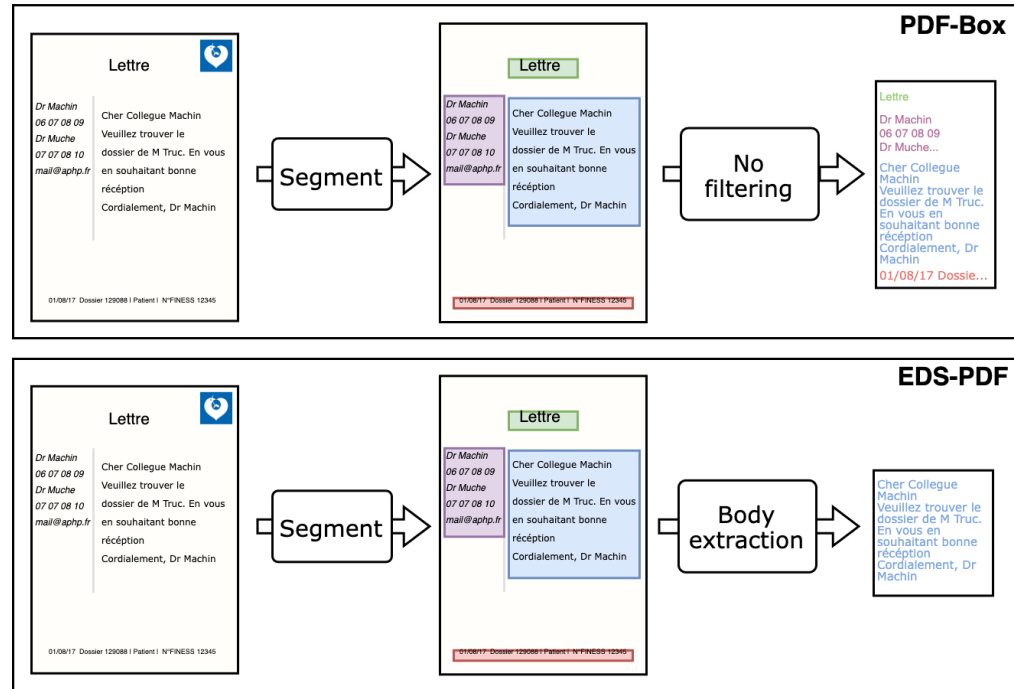 PDF-Box
Lettre
Dr Machin
06 07 08 09
Dr Muche
07 07 08 10
mail@aphp.fr
Cher Collegue Machin
Veuillez trouver le
dossier de M Truc. En vous
en souhaitant bonne
récéption
Cordialement, Dr Machin
01/08/17 Dossier 129088 I Patient I N°FINESS 12345
Segment
Lettre
Dr Machin
06 07 08 09
Dr Muche
07 07 08 10
mail@aphp.fr
Cher Collegue Machin
Veuillez trouver le
dossier de M Truc. En vous
en souhaitant bonne
récéption
Cordialement, Dr Machin
01/08/17 Dossier 129088 I Patient I N°FINESS 12345
No
filtering
Lettre
Dr Machin
06 07 08 09
Dr Muche...
Cher Collegue
Machin
Veuillez trouver le
dossier de M Truc.
En vous en
souhaitant bonne
récéption
Cordialement, Dr
Machin
01/08/17 Dossie...
EDS-PDF
Lettre
Dr Machin
06 07 08 09
Dr Muche
07 07 08 10
mail@aphp.fr
Cher Collegue Machin
Veuillez trouver le
dossier de M Truc. En vous
en souhaitant bonne
récéption
Cordialement, Dr Machin
01/08/17 Dossier 129088 I Patient I N°FINESS 12345
Segment
Lettre
Dr Machin
06 07 08 09
Dr Muche
07 07 08 10
mail@aphp.fr
Cher Collegue Machin
Veuillez trouver le
dossier de M Truc. En vous
en souhaitant bonne
récéption
Cordialement, Dr Machin
01/08/17 Dossier 129088 I Patient I N°FINESS 12345
Body
extraction
Cher Collegue
Machin
Veuillez trouver le
dossier de M Truc.
En vous en
souhaitant bonne
récéption
Cordialement, Dr
Machin